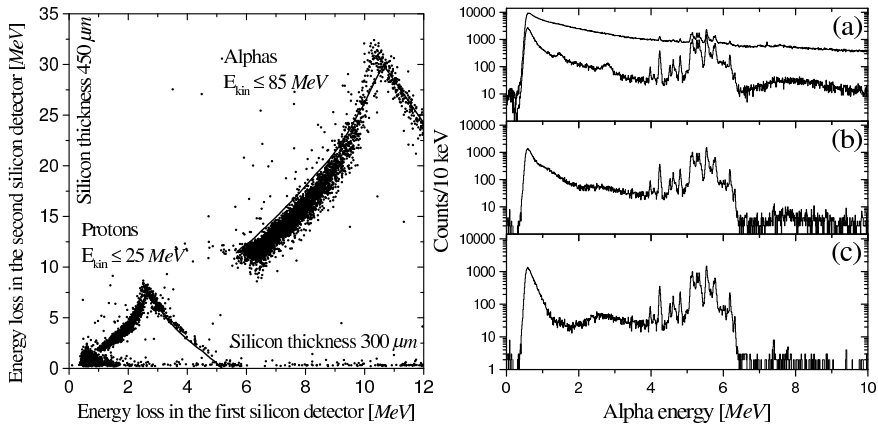 Energy loss in the second silicon detector [MeV]
35
30
25
20
15
10
5
0
Silicon thickness 450 μm
Alphas
E_kin ≤ 85 MeV
Protons
E_kin ≤ 25 MeV
Silicon thickness 300 μm
0 2 4 6 8 10 12
Energy loss in the first silicon detector [MeV]
Counts/10 keV
(a)
10000
1000
100
10
(b)
10000
1000
100
10
1
(c)
10000
1000
100
10
1
0 2 4 6 8 10
Alpha energy [MeV]